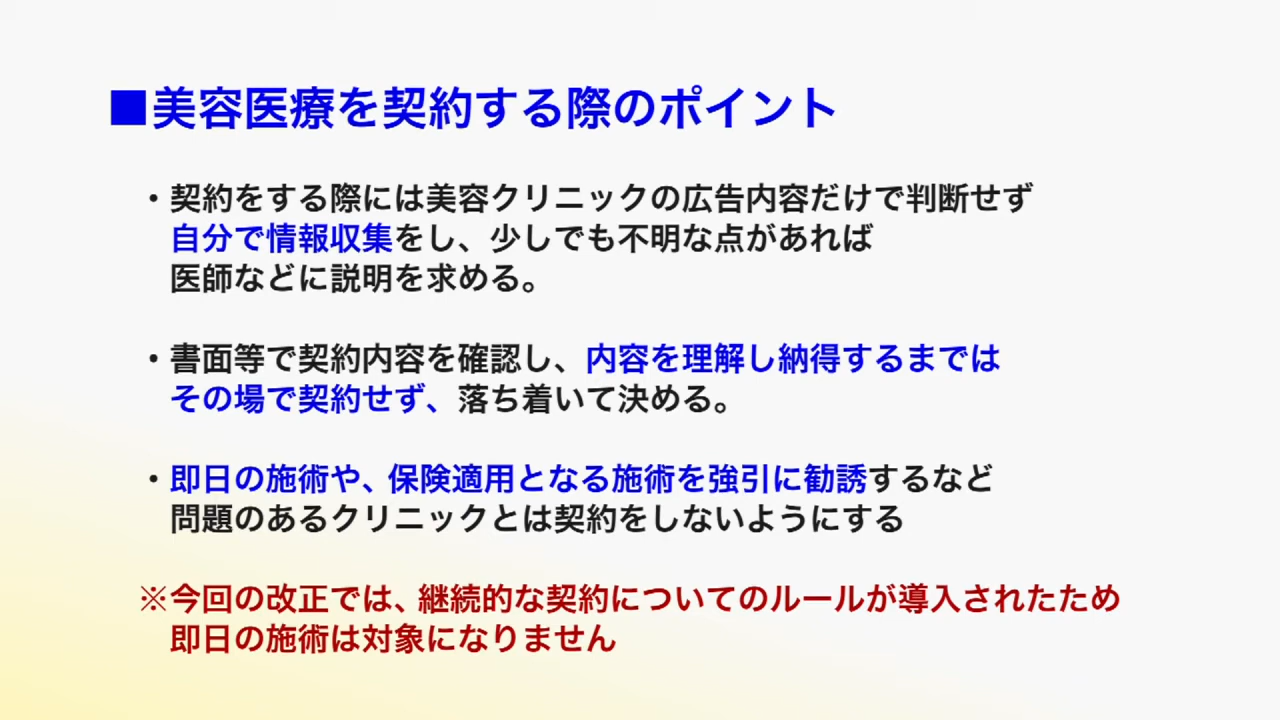 ■美容医療を契約する際のポイント
・契約をする際には美容クリニックの広告内容だけで判断せず
自分で情報収集をし、少しでも不明な点があれば
医師などに説明を求める。
・書面等で契約内容を確認し、内容を理解し納得するまでは
その場で契約せず、落ち着いて決める。
・即日の施術や、保険適用となる施術を強引に勧誘するなど
問題のあるクリニックとは契約をしないようにする
※今回の改正では、継続的な契約についてのルールが導入されたため
即日の施術は対象になりません